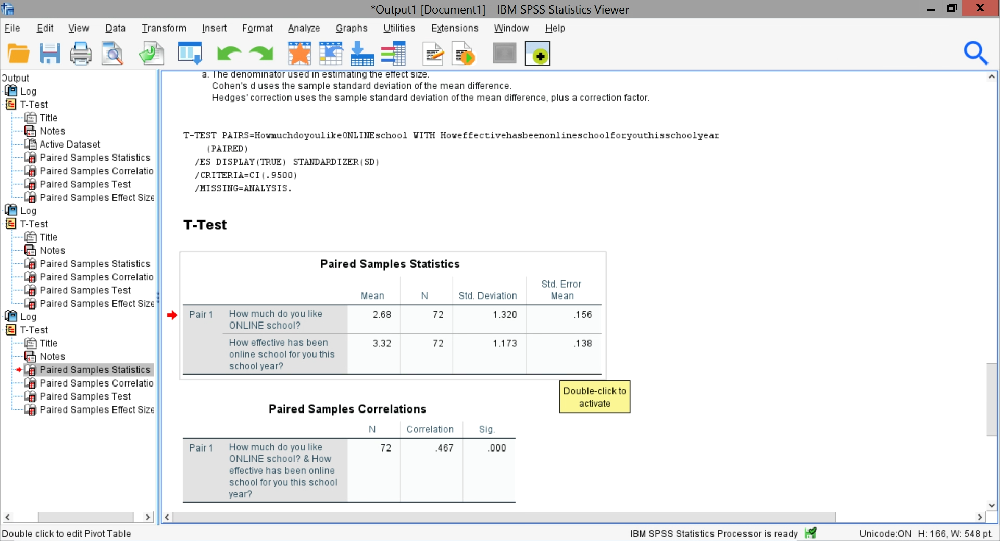 *Output1 [Document1] - IBM SPSS Statistics Viewer
File Edit View Data Transform Insert Format Analyze Graphs Utilities Extensions Window Help
Output
Log
T-Test
Title
Notes
Active Dataset
Paired Samples Statistics
Paired Samples Correlatio
Paired Samples Test
Paired Samples Effect Size
Log
T-Test
Title
Notes
Paired Samples Statistics
Paired Samples Correlatio
Paired Samples Test
Paired Samples Effect Size
Log
T-Test
Title
Notes
Paired Samples Statistics
Paired Samples Correlatio
Paired Samples Test
Paired Samples Effect Size
a. The denominator used in estimating the effect size.
Cohen's d uses the sample standard deviation of the mean difference.
Hedges' correction uses the sample standard deviation of the mean difference, plus a correction factor.
T-TEST PAIRS=HowmuchdoyoulikeONLINEschool WITH Howeffectivehasbeenonlineschoolforyouthisschoolyear
(PAIRED)
/ES DISPLAY(TRUE) STANDARDIZER(SD)
/CRITERIA=CI(.9500)
/MISSING=ANALYSIS.
T-Test
Paired Samples Statistics
Std. Error
Mean N Std. Deviation Mean
Pair 1 How much do you like 2.68 72 1.320 .156
ONLINE school?
How effective has been 3.32 72 1.173 .138
online school for you this
school year?
Double-click to
activate
Paired Samples Correlations
N Correlation Sig.
Pair 1 How much do you like 72 .467 .000
ONLINE school? & How
effective has been online
school for you this school
year?
Double click to edit Pivot Table IBM SPSS Statistics Processor is ready Unicode:ON H: 166, W: 548 pt.